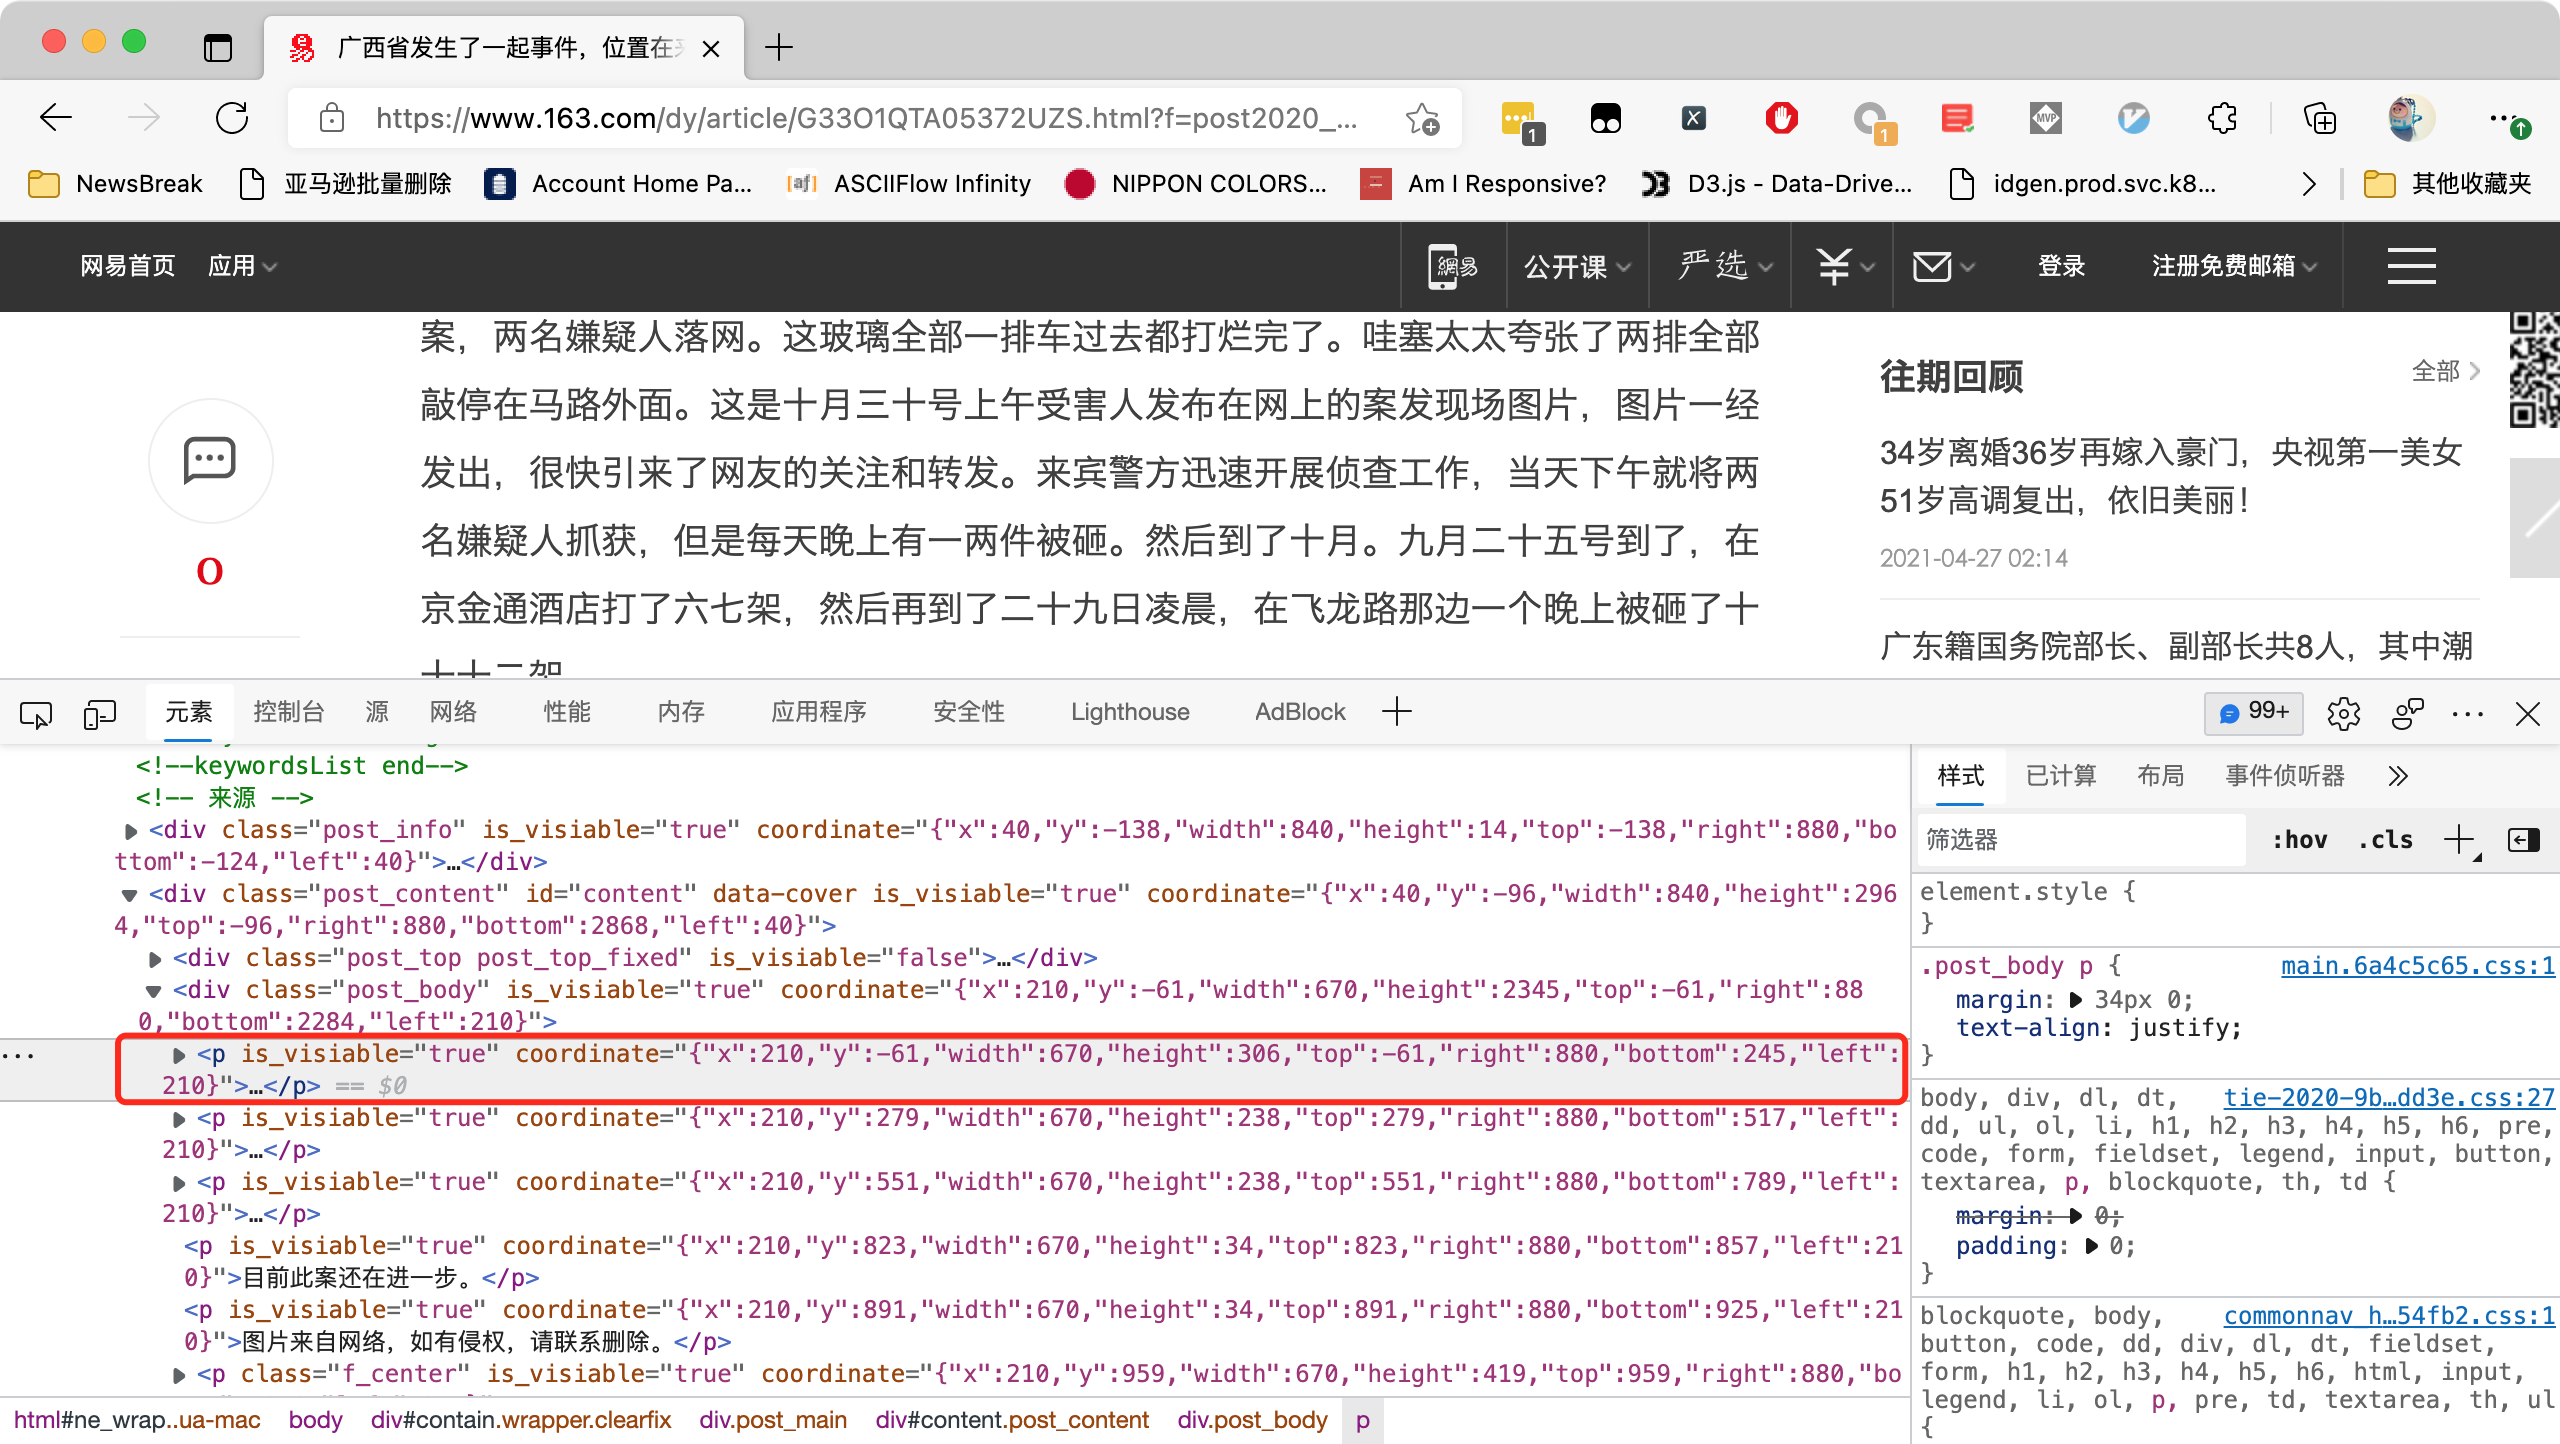 广西省发生了一起事件，位置在
https://www.163.com/dy/article/G33O1QTA05372UZS.html?f=post2020_...
1
1
MVP
NewsBreak
亚马逊批量删除
Account Home Pa...
af
ASCIIFlow Infinity
NIPPON COLORS...
Am I Responsive?
D3.js - Data-Drive...
idgen.prod.svc.k8...
其他收藏夹
网易首页
应用
網易
公开课
严选
登录
注册免费邮箱
案，两名嫌疑人落网。这玻璃全部一排车过去都打烂完了。哇塞太太夸张了两排全部
敲停在马路外面。这是十月三十号上午受害人发布在网上的案发现场图片，图片一经
发出，很快引来了网友的关注和转发。来宾警方迅速开展侦查工作，当天下午就将两
名嫌疑人抓获，但是每天晚上有一两件被砸。然后到了十月。九月二十五号到了，在
京金通酒店打了六七架，然后再到了二十九日凌晨，在飞龙路那边一个晚上被砸了十
0
往期回顾
全部
34岁离婚36岁再嫁入豪门，央视第一美女
51岁高调复出，依旧美丽！
2021-04-27 02:14
广东籍国务院部长、副部长共8人，其中潮
元素
控制台
源
网络
性能
内存
应用程序
安全性
Lighthouse
AdBlock
99+
<!--keywordsList end-->
<!-- 来源 -->
<div class="post_info" is_visiable="true" coordinate="{"x":40,"y":-138,"width":840,"height":14,"top":-138,"right":880,"bo
ttom":-124,"left":40}">…</div>
<div class="post_content" id="content" data-cover is_visiable="true" coordinate="{"x":40,"y":-96,"width":840,"height":296
4,"top":-96,"right":880,"bottom":2868,"left":40}">
<div class="post_top post_top_fixed" is_visiable="false">…</div>
<div class="post_body" is_visiable="true" coordinate="{"x":210,"y":-61,"width":670,"height":2345,"top":-61,"right":88
0,"bottom":2284,"left":210}">
<p is_visiable="true" coordinate="{"x":210,"y":-61,"width":670,"height":306,"top":-61,"right":880,"bottom":245,"left":
210}">…</p> == $0
<p is_visiable="true" coordinate="{"x":210,"y":279,"width":670,"height":238,"top":279,"right":880,"bottom":517,"left":
210}">…</p>
<p is_visiable="true" coordinate="{"x":210,"y":551,"width":670,"height":238,"top":551,"right":880,"bottom":789,"left":
210}">…</p>
<p is_visiable="true" coordinate="{"x":210,"y":823,"width":670,"height":34,"top":823,"right":880,"bottom":857,"left":21
0}">目前此案还在进一步。</p>
<p is_visiable="true" coordinate="{"x":210,"y":891,"width":670,"height":34,"top":891,"right":880,"bottom":925,"left":21
0}">图片来自网络，如有侵权，请联系删除。</p>
<p class="f_center" is_visiable="true" coordinate="{"x":210,"y":959,"width":670,"height":419,"top":959,"right":880,"bo
html#ne_wrap..ua-mac
body
div#contain.wrapper.clearfix
div.post_main
div#content.post_content
div.post_body
p
样式
已计算
布局
事件侦听器
筛选器
:hov
.cls
element.style {
}
.post_body p {
main.6a4c5c65.css:1
margin: 34px 0;
text-align: justify;
}
body, div, dl, dt,
tie-2020-9b…dd3e.css:27
dd, ul, ol, li, h1, h2, h3, h4, h5, h6, pre,
code, form, fieldset, legend, input, button,
textarea, p, blockquote, th, td {
margin: 0;
padding: 0;
}
blockquote, body,
commonnav_h…54fb2.css:1
button, code, dd, div, dl, dt, fieldset,
form, h1, h2, h3, h4, h5, h6, html, input,
legend, li, ol, p, pre, td, textarea, th, ul
{